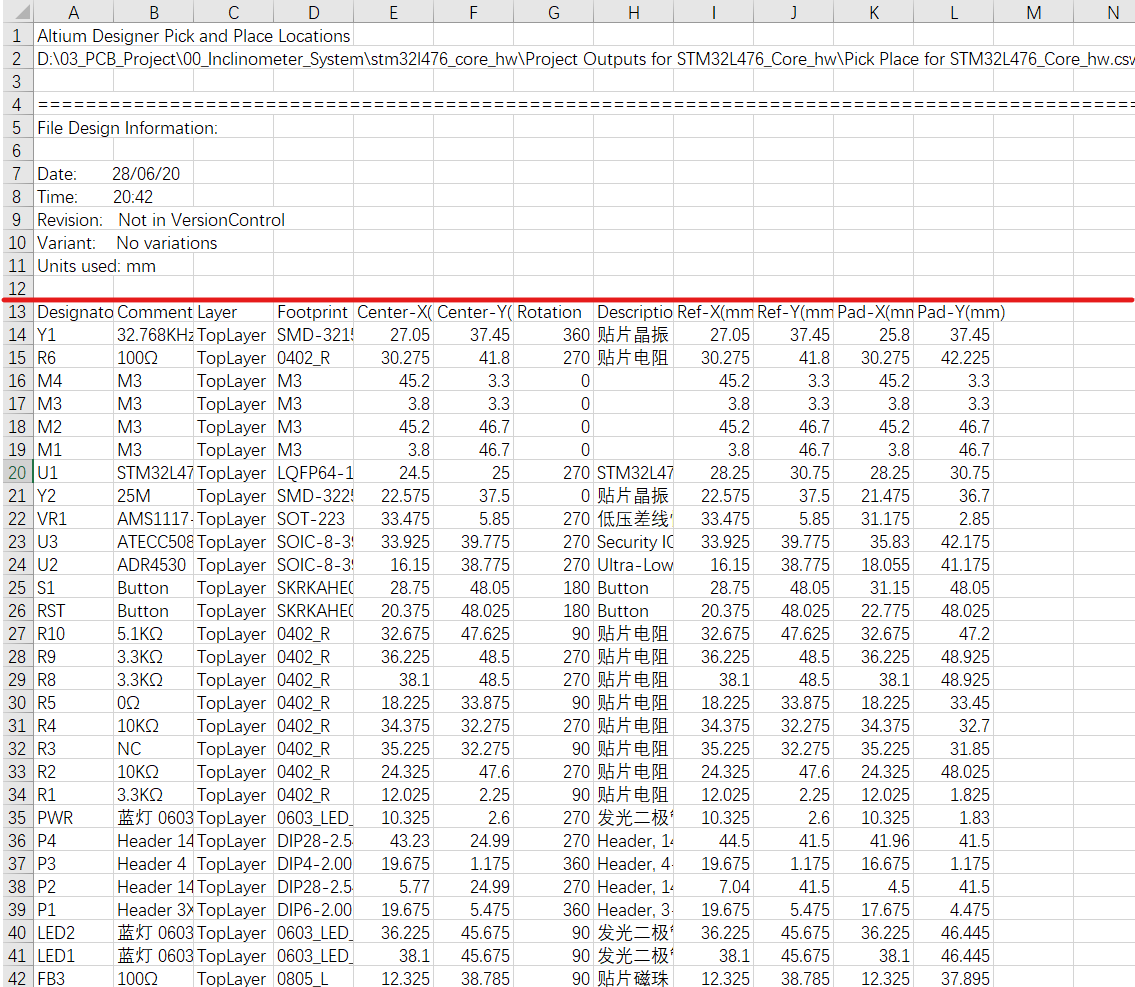 A B C D E F G H I J K L M N
1 Altium Designer Pick and Place Locations
2 D:\03_PCB_Project\00_Inclinometer_System\stm32l476_core_hw\Project Outputs for STM32L476_Core_hw\Pick Place for STM32L476_Core_hw.csv
3
4 ============================================================================================
5 File Design Information:
6
7 Date: 28/06/20
8 Time: 20:42
9 Revision: Not in VersionControl
10 Variant: No variations
11 Units used: mm
12
13 Designato Comment Layer Footprint Center-X( Center-Y( Rotation Descriptio Ref-X(mm Ref-Y(mm Pad-X(mm Pad-Y(mm)
14 Y1 32.768KHz TopLayer SMD-3215 27.05 37.45 360 贴片晶振 27.05 37.45 25.8 37.45
15 R6 100Ω TopLayer 0402_R 30.275 41.8 270 贴片电阻 30.275 41.8 30.275 42.225
16 M4 M3 TopLayer M3 45.2 3.3 0 45.2 3.3 45.2 3.3
17 M3 M3 TopLayer M3 3.8 3.3 0 3.8 3.3 3.8 3.3
18 M2 M3 TopLayer M3 45.2 46.7 0 45.2 46.7 45.2 46.7
19 M1 M3 TopLayer M3 3.8 46.7 0 3.8 46.7 3.8 46.7
20 U1 STM32L47 TopLayer LQFP64-1 24.5 25 270 STM32L47 28.25 30.75 28.25 30.75
21 Y2 25M TopLayer SMD-3225 22.575 37.5 0 贴片晶振 22.575 37.5 21.475 36.7
22 VR1 AMS1117- TopLayer SOT-223 33.475 5.85 270 低压差线 33.475 5.85 31.175 2.85
23 U3 ATECC508 TopLayer SOIC-8-39 33.925 39.775 270 Security IC 33.925 39.775 35.83 42.175
24 U2 ADR4530 TopLayer SOIC-8-39 16.15 38.775 270 Ultra-Low 16.15 38.775 18.055 41.175
25 S1 Button TopLayer SKRKAHE0 28.75 48.05 180 Button 28.75 48.05 31.15 48.05
26 RST Button TopLayer SKRKAHE0 20.375 48.025 180 Button 20.375 48.025 22.775 48.025
27 R10 5.1KΩ TopLayer 0402_R 32.675 47.625 90 贴片电阻 32.675 47.625 32.675 47.2
28 R9 3.3KΩ TopLayer 0402_R 36.225 48.5 270 贴片电阻 36.225 48.5 36.225 48.925
29 R8 3.3KΩ TopLayer 0402_R 38.1 48.5 270 贴片电阻 38.1 48.5 38.1 48.925
30 R5 0Ω TopLayer 0402_R 18.225 33.875 90 贴片电阻 18.225 33.875 18.225 33.45
31 R4 10KΩ TopLayer 0402_R 34.375 32.275 270 贴片电阻 34.375 32.275 34.375 32.7
32 R3 NC TopLayer 0402_R 35.225 32.275 90 贴片电阻 35.225 32.275 35.225 31.85
33 R2 10KΩ TopLayer 0402_R 24.325 47.6 270 贴片电阻 24.325 47.6 24.325 48.025
34 R1 3.3KΩ TopLayer 0402_R 12.025 2.25 90 贴片电阻 12.025 2.25 12.025 1.825
35 PWR 蓝灯 0603 TopLayer 0603_LED_ 10.325 2.6 270 发光二极 10.325 2.6 10.325 1.83
36 P4 Header 14 TopLayer DIP28-2.54 43.23 24.99 270 Header, 14 44.5 41.5 41.96 41.5
37 P3 Header 4 TopLayer DIP4-2.00 19.675 1.175 360 Header, 4- 19.675 1.175 16.675 1.175
38 P2 Header 14 TopLayer DIP28-2.54 5.77 24.99 270 Header, 14 7.04 41.5 4.5 41.5
39 P1 Header 3X TopLayer DIP6-2.00 19.675 5.475 360 Header, 3- 19.675 5.475 17.675 4.475
40 LED2 蓝灯 0603 TopLayer 0603_LED_ 36.225 45.675 90 发光二极 36.225 45.675 36.225 46.445
41 LED1 蓝灯 0603 TopLayer 0603_LED_ 38.1 45.675 90 发光二极 38.1 45.675 38.1 46.445
42 FB3 100Ω TopLayer 0805_L 12.325 38.785 90 贴片磁珠 12.325 38.785 12.325 37.895